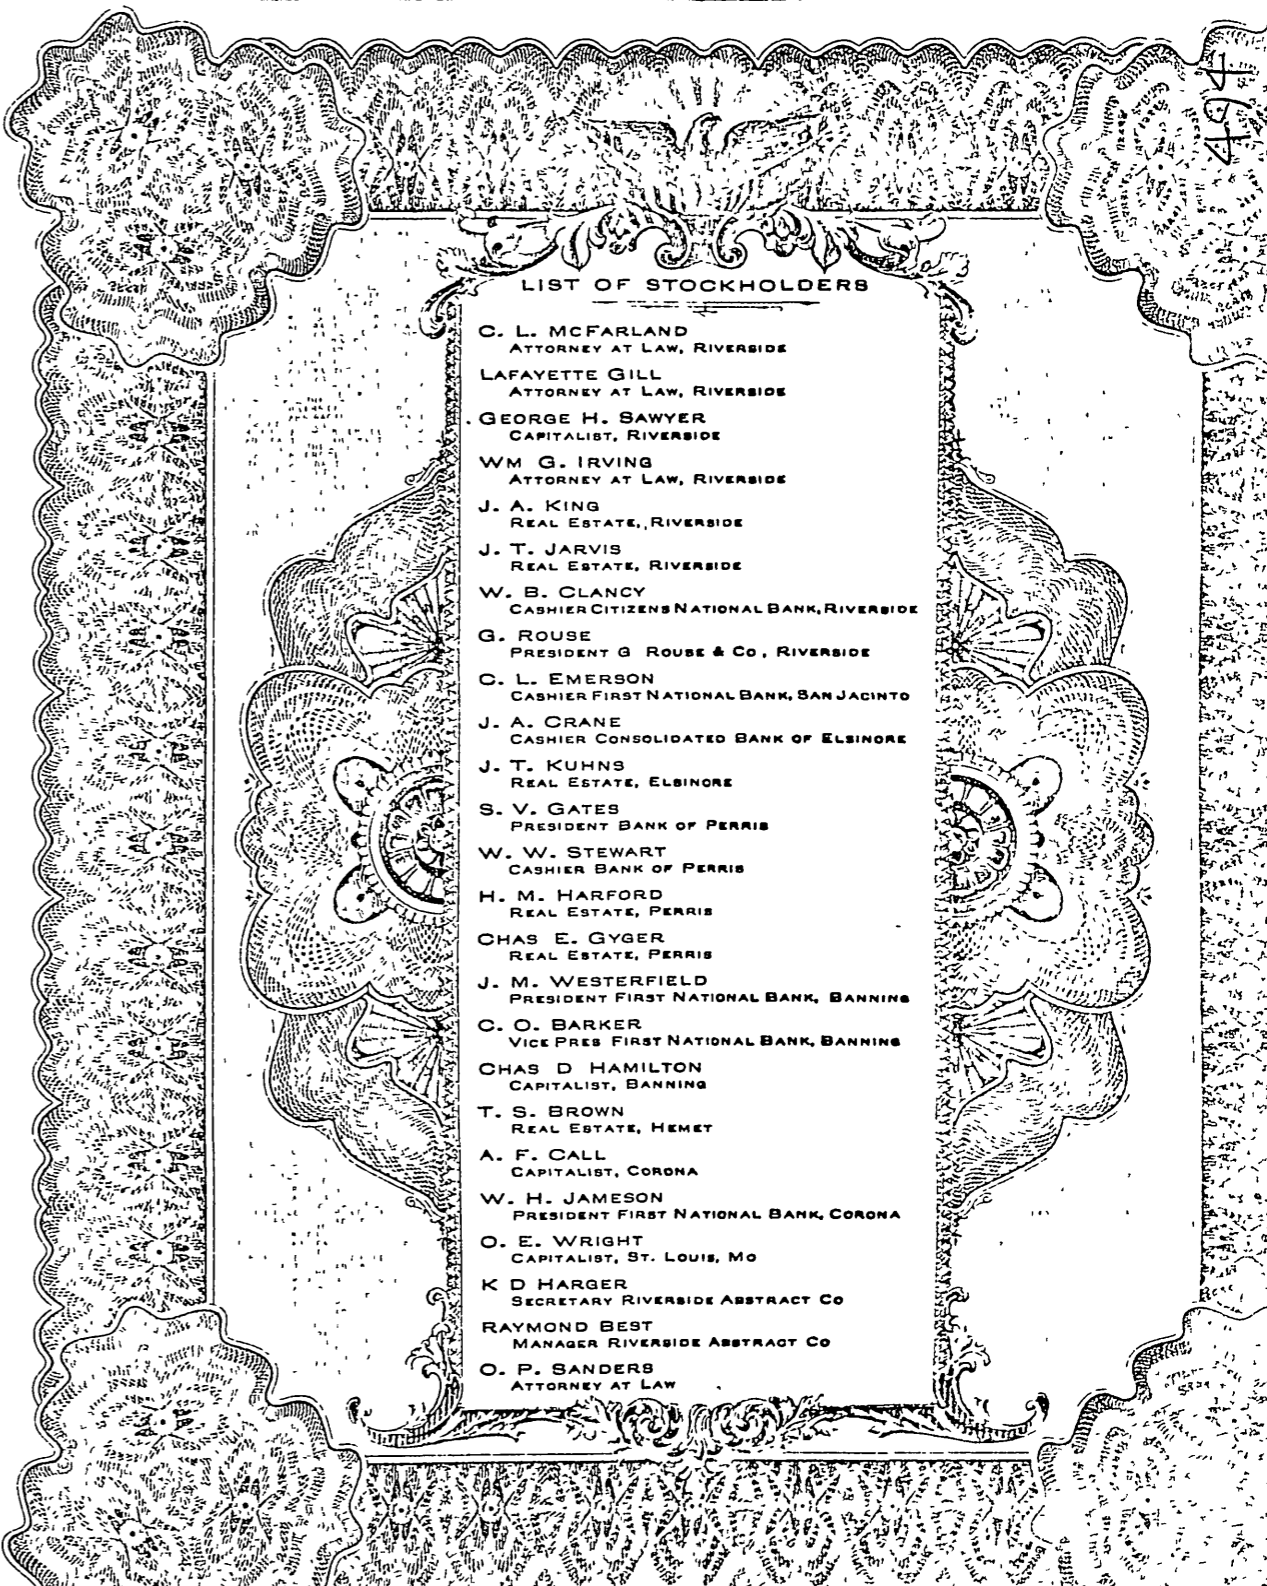 494
LIST OF STOCKHOLDERS
C. L. MCFARLAND
ATTORNEY AT LAW, RIVERSIDE
LAFAYETTE GILL
ATTORNEY AT LAW, RIVERSIDE
GEORGE H. SAWYER
CAPITALIST, RIVERSIDE
WM G. IRVING
ATTORNEY AT LAW, RIVERSIDE
J. A. KING
REAL ESTATE, RIVERSIDE
J. T. JARVIS
REAL ESTATE, RIVERSIDE
W. B. CLANCY
CASHIER CITIZENS NATIONAL BANK, RIVERSIDE
G. ROUSE
PRESIDENT G ROUSE & CO, RIVERSIDE
C. L. EMERSON
CASHIER FIRST NATIONAL BANK, SAN JACINTO
J. A. CRANE
CASHIER CONSOLIDATED BANK OF ELSINORE
J. T. KUHNS
REAL ESTATE, ELSINORE
S. V. GATES
PRESIDENT BANK OF PERRIS
W. W. STEWART
CASHIER BANK OF PERRIS
H. M. HARFORD
REAL ESTATE, PERRIS
CHAS E. GYGER
REAL ESTATE, PERRIS
J. M. WESTERFIELD
PRESIDENT FIRST NATIONAL BANK, BANNING
C. O. BARKER
VICE PRES FIRST NATIONAL BANK, BANNING
CHAS D HAMILTON
CAPITALIST, BANNING
T. S. BROWN
REAL ESTATE, HEMET
A. F. CALL
CAPITALIST, CORONA
W. H. JAMESON
PRESIDENT FIRST NATIONAL BANK, CORONA
O. E. WRIGHT
CAPITALIST, ST. LOUIS, MO
K D HARGER
SECRETARY RIVERSIDE ABSTRACT CO
RAYMOND BEST
MANAGER RIVERSIDE ABSTRACT CO
O. P. SANDERS
ATTORNEY AT LAW